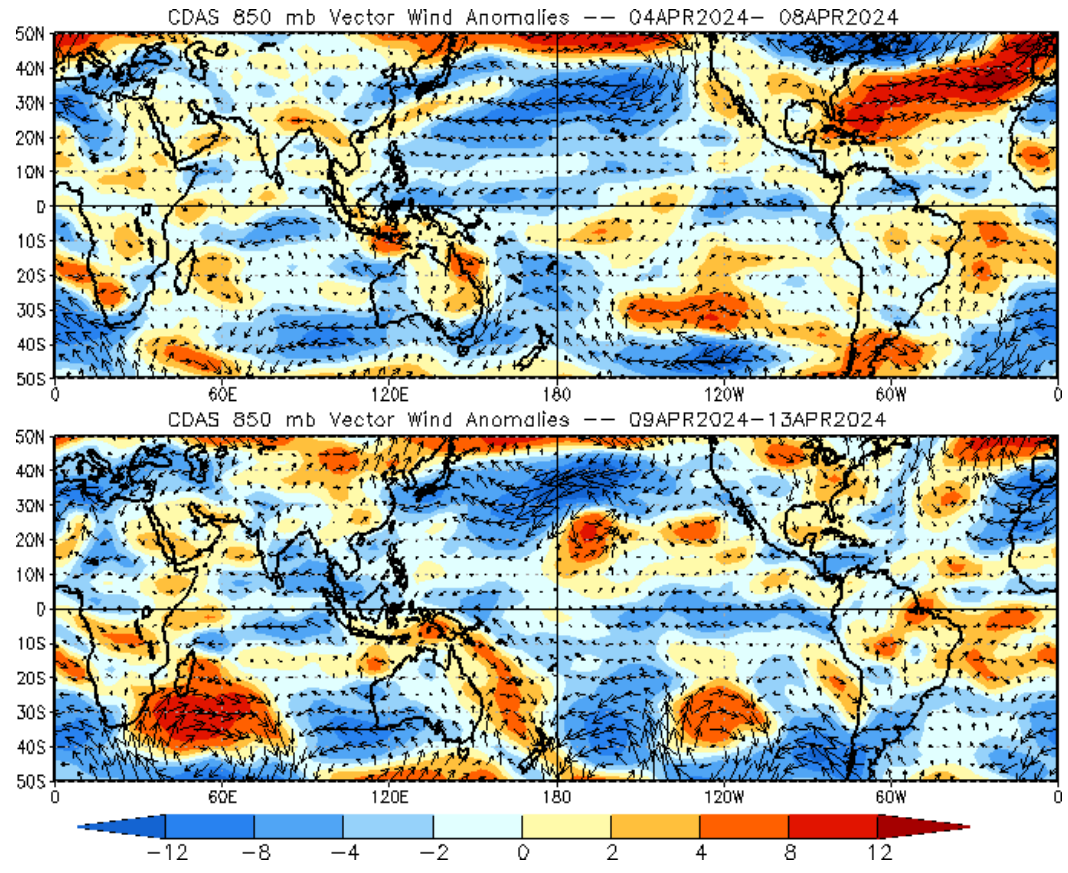 CDAS 850 mb Vector Wind Anomalies -- 04APR2024- 08APR2024
50N
40N
30N
20N
10N
0
10S
20S
30S
40S
50S
0 60E 120E 180 120W 60W 0
CDAS 850 mb Vector Wind Anomalies -- 09APR2024-13APR2024
50N
40N
30N
20N
10N
0
10S
20S
30S
40S
50S
0 60E 120E 180 120W 60W 0
-12 -8 -4 -2 0 2 4 8 12